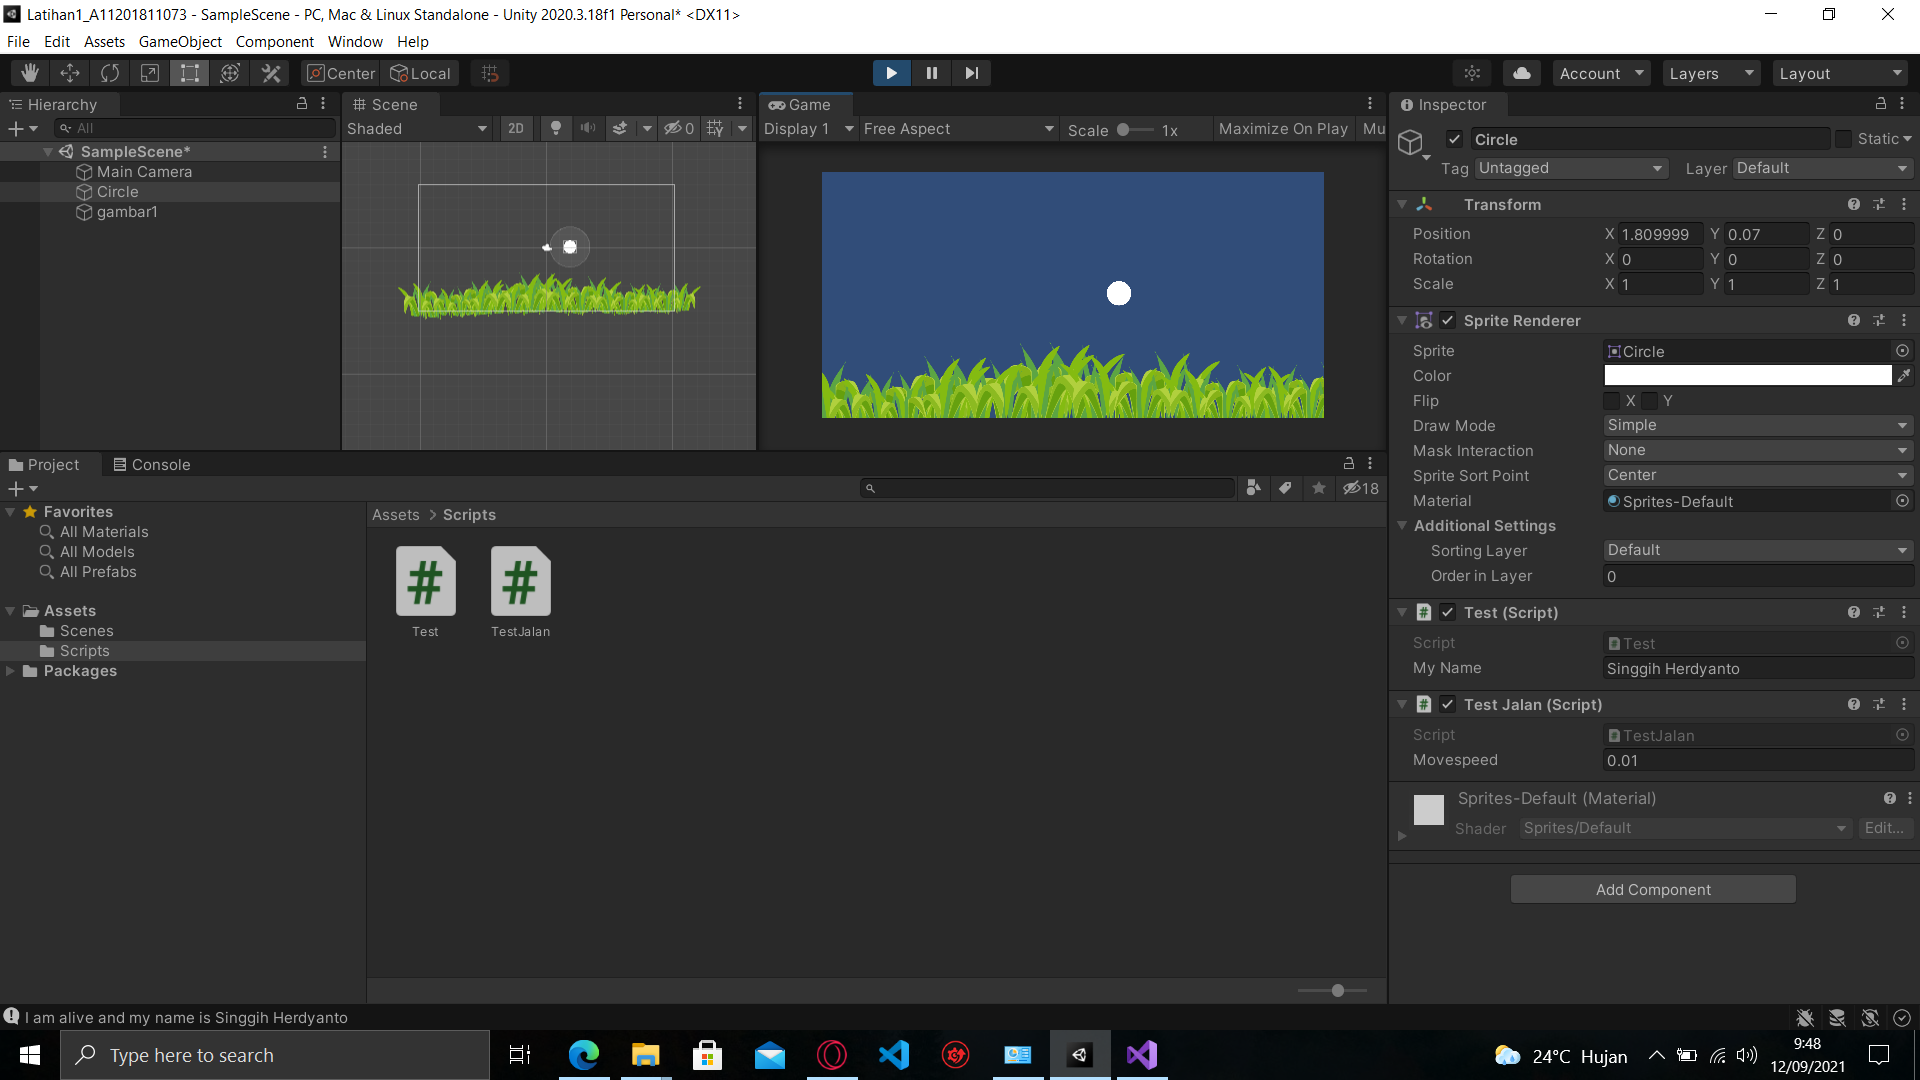 Latihan1_A11201811073 - SampleScene - PC, Mac & Linux Standalone - Unity 2020.3.18f1 Personal* <DX11>
File Edit Assets GameObject Component Window Help
Center Local Account Layers Layout
Hierarchy
All
SampleScene*
Main Camera
Circle
gambar1
Scene
Shaded 2D 0
Game
Display 1 Free Aspect Scale 1x Maximize On Play Mu
Inspector
Circle Static
Tag Untagged Layer Default
Transform
Position X 1.809999 Y 0.07 Z 0
Rotation X 0 Y 0 Z 0
Scale X 1 Y 1 Z 1
Sprite Renderer
Sprite Circle
Color
Flip X Y
Draw Mode Simple
Mask Interaction None
Sprite Sort Point Center
Material Sprites-Default
Additional Settings
Sorting Layer Default
Order in Layer 0
Test (Script)
Script Test
My Name Singgih Herdyanto
Test Jalan (Script)
Script TestJalan
Movespeed 0.01
Sprites-Default (Material)
Shader Sprites/Default Edit...
Add Component
Project Console
18
Favorites
All Materials
All Models
All Prefabs
Assets
Scenes
Scripts
Packages
Assets > Scripts
# #
Test TestJalan
I am alive and my name is Singgih Herdyanto
Type here to search
24°C Hujan
9:48
12/09/2021